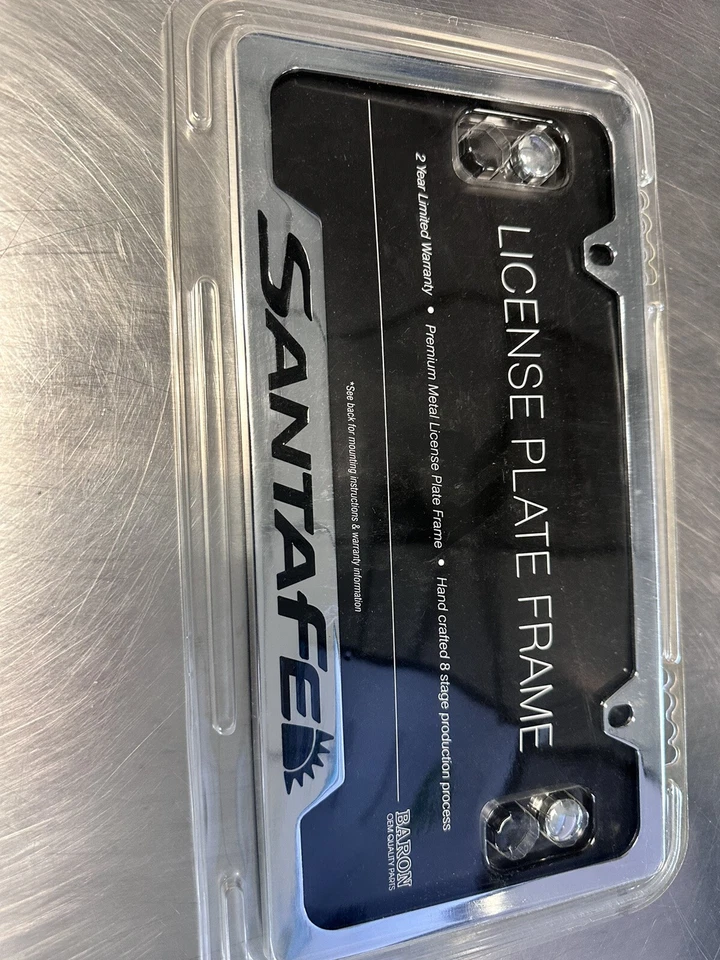 LICENSE PLATE FRAME
2 Year Limited Warranty ● Premium Metal License Plate Frame ● Hand crafted 8 stage production process
BARON
OEM QUALITY PARTS
*See back for mounting instructions & warranty information
SANTAFE